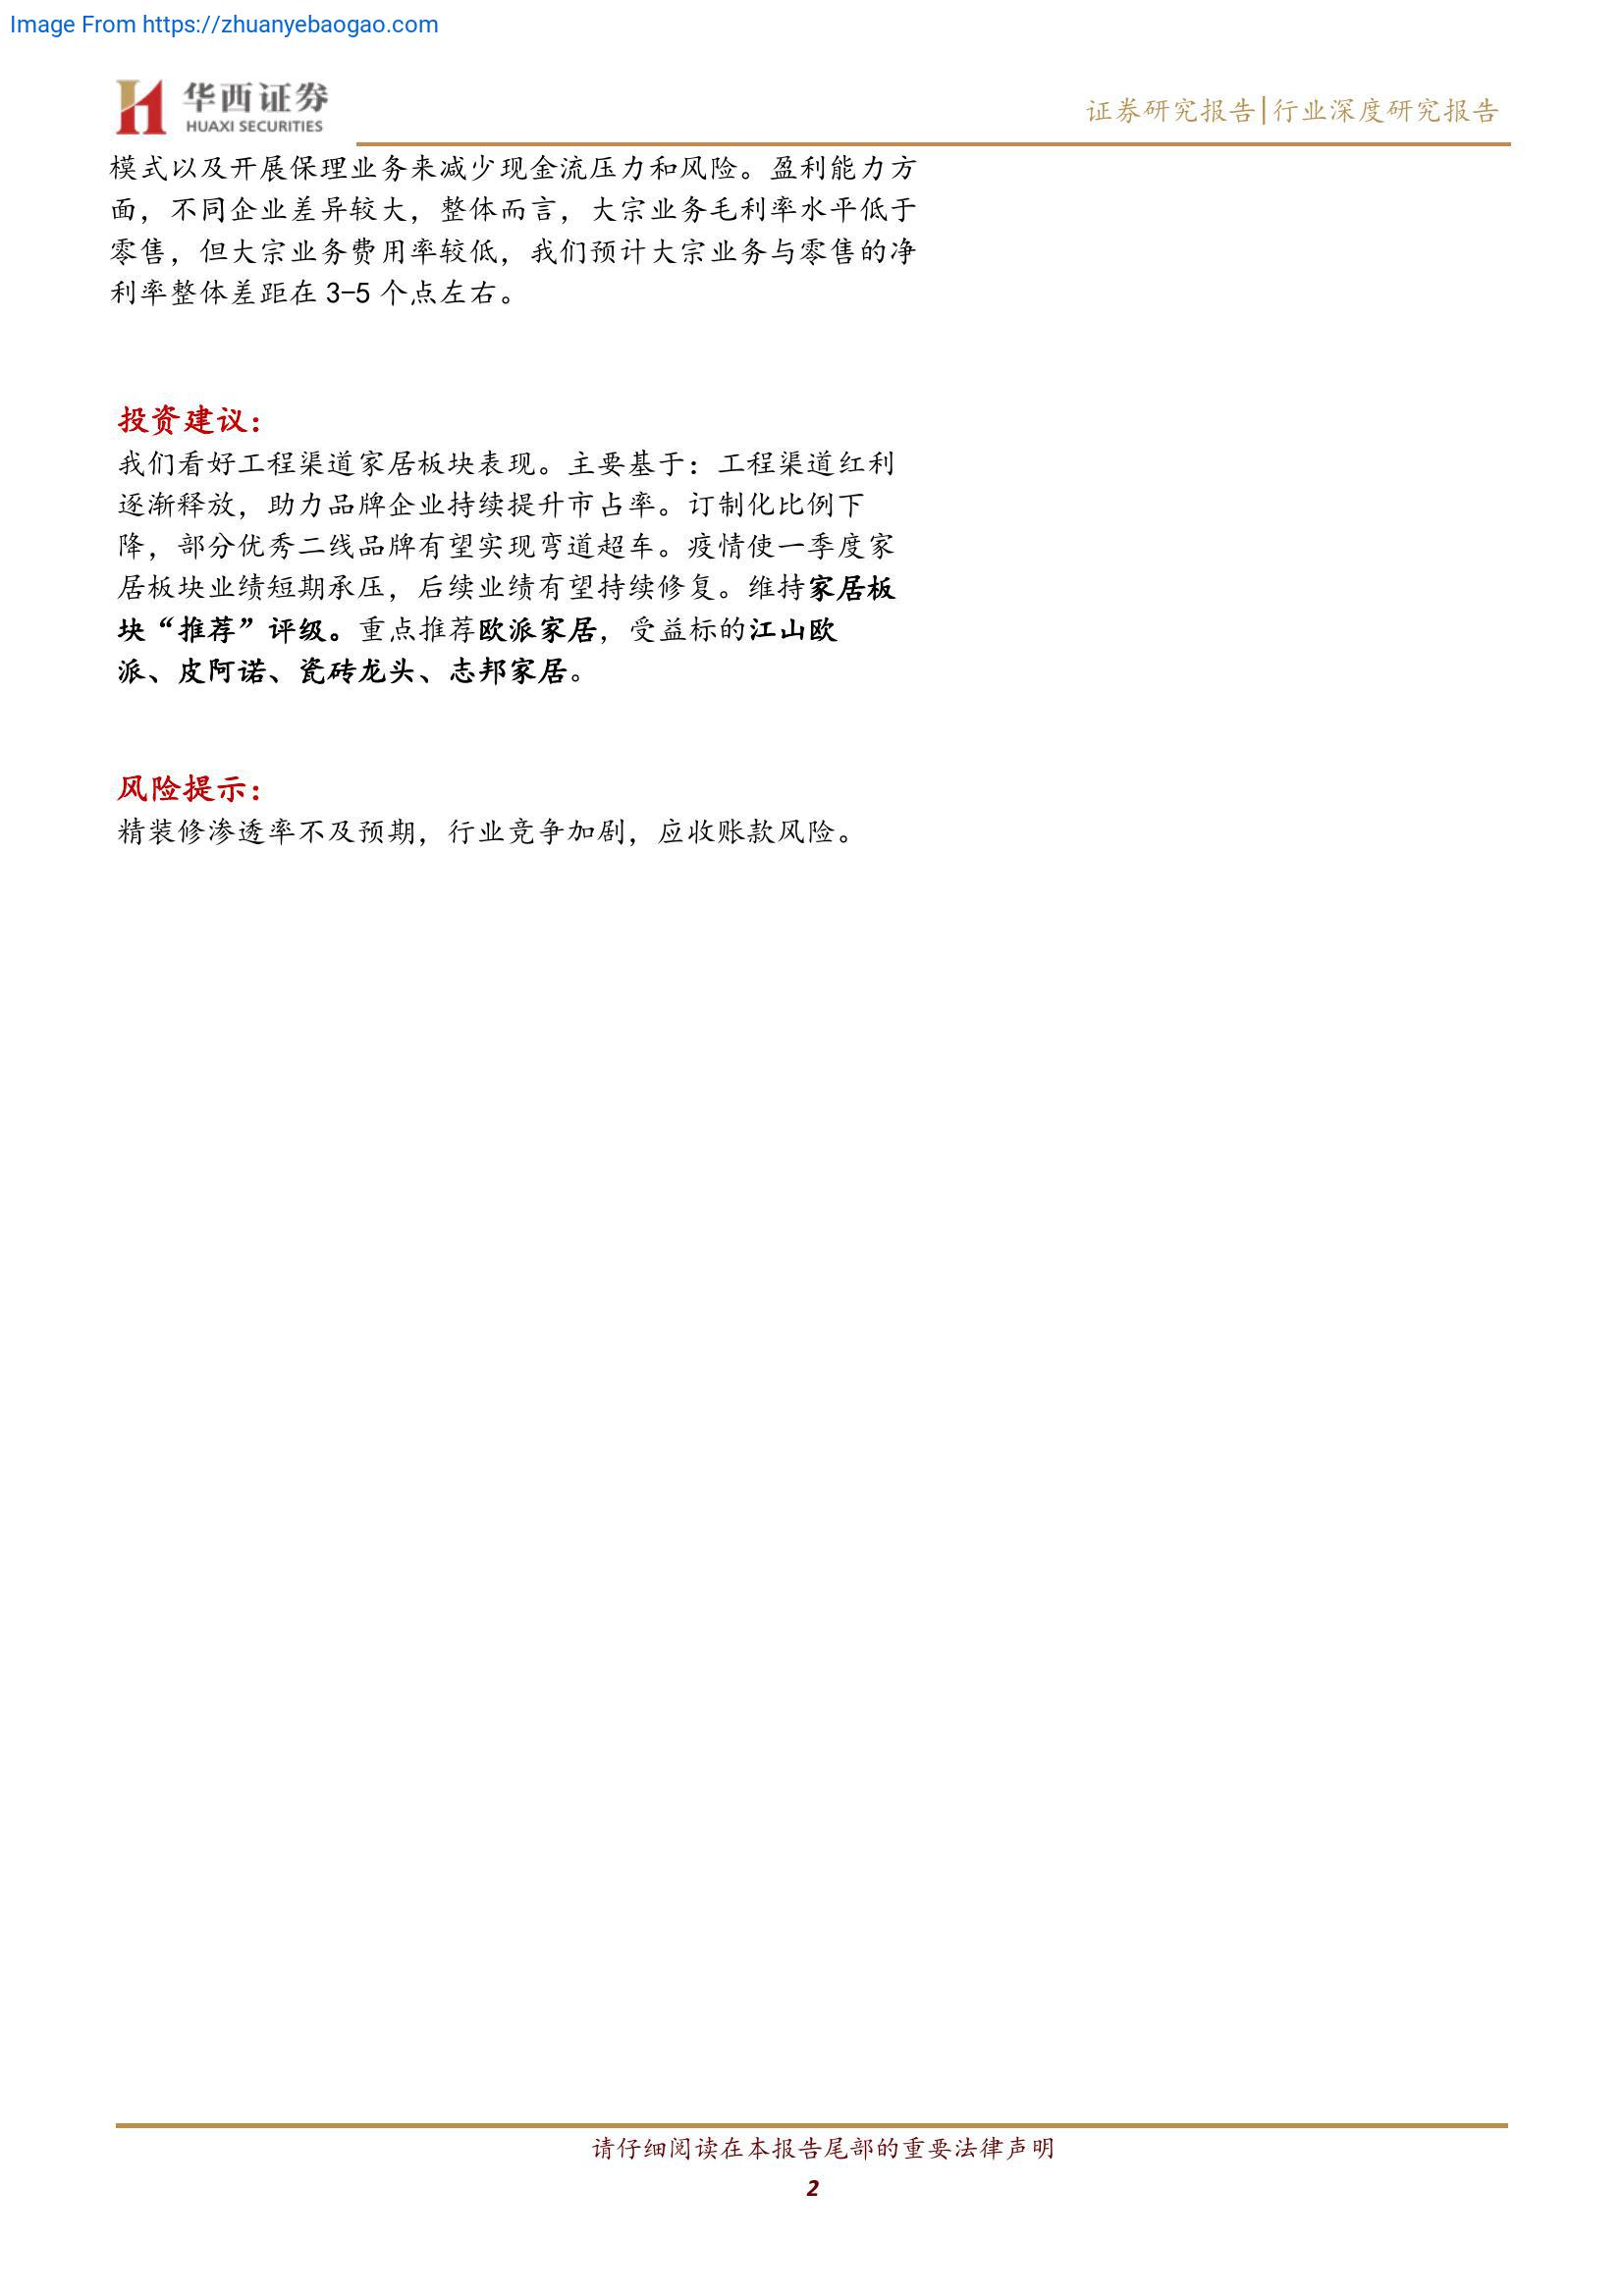 Image From https://zhuanyebaogao.com
华西证券
HUAXI SECURITIES
证券研究报告|行业深度研究报告
模式以及开展保理业务来减少现金流压力和风险。盈利能力方
面，不同企业差异较大，整体而言，大宗业务毛利率水平低于
零售，但大宗业务费用率较低，我们预计大宗业务与零售的净
利率整体差距在 3-5 个点左右。
投资建议：
我们看好工程渠道家居板块表现。主要基于：工程渠道红利
逐渐释放，助力品牌企业持续提升市占率。订制化比例下
降，部分优秀二线品牌有望实现弯道超车。疫情使一季度家
居板块业绩短期承压，后续业绩有望持续修复。维持家居板
块“推荐”评级。重点推荐欧派家居，受益标的江山欧
派、皮阿诺、瓷砖龙头、志邦家居。
风险提示：
精装修渗透率不及预期，行业竞争加剧，应收账款风险。
请仔细阅读在本报告尾部的重要法律声明
2